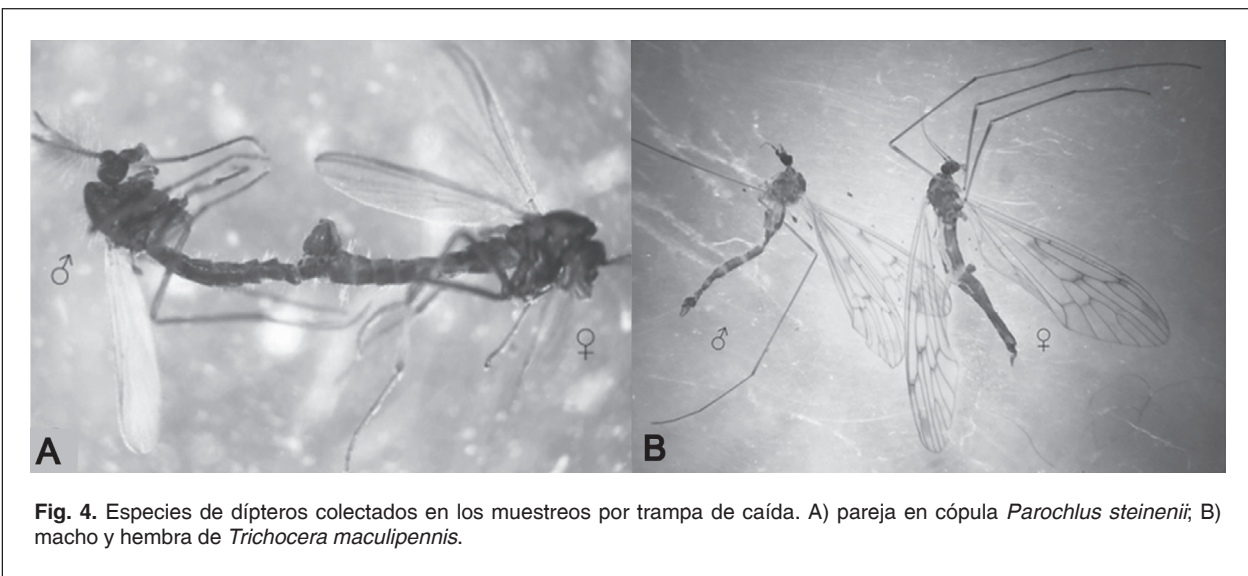 ♂
♀
A
♂
♀
B
Fig. 4. Especies de dípteros colectados en los muestreos por trampa de caída. A) pareja en cópula Parochlus steinenii; B)
macho y hembra de Trichocera maculipennis.